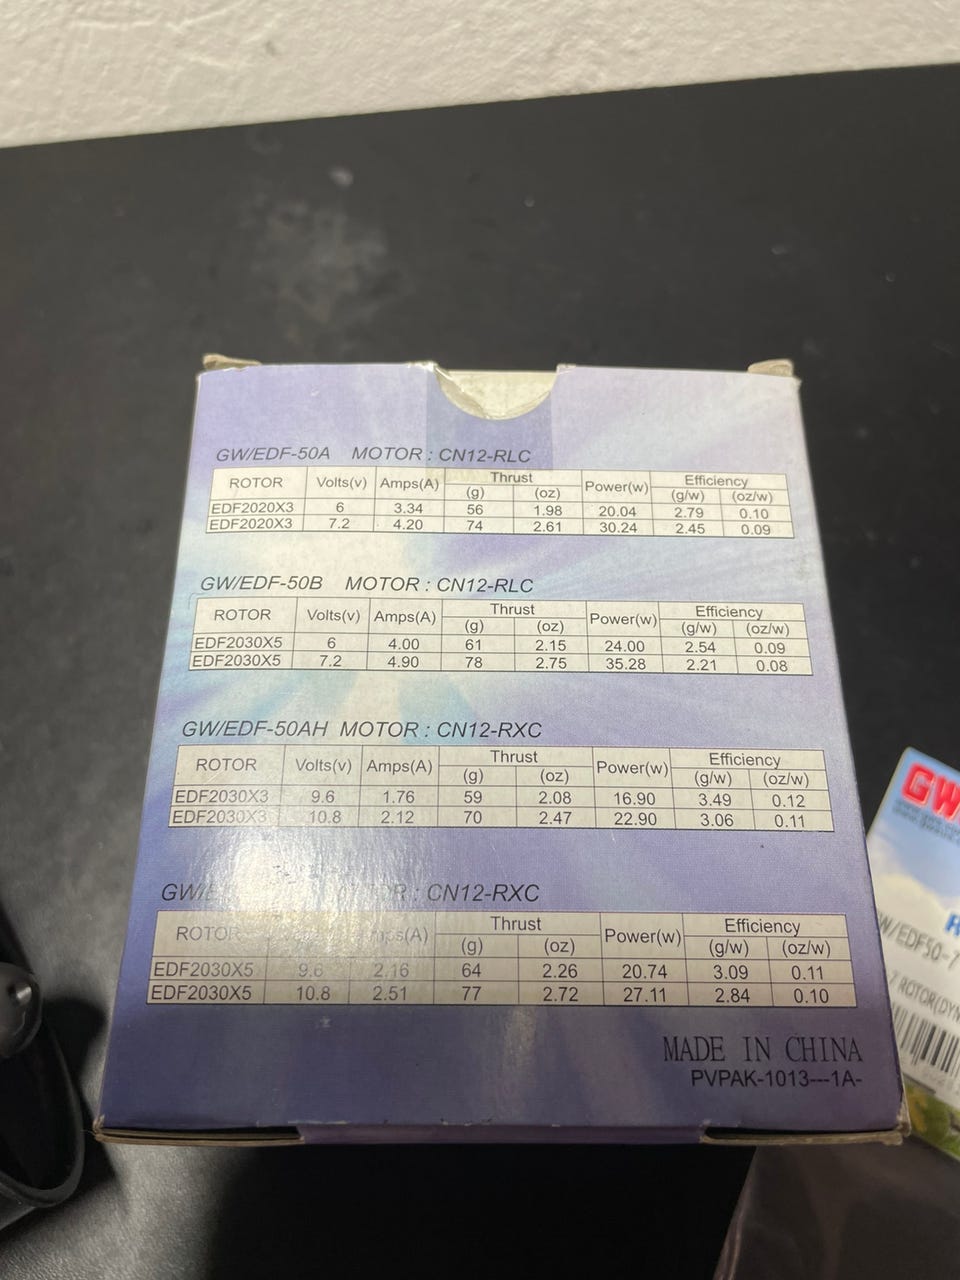 GW/EDF-50A MOTOR : CN12-RLC
ROTOR Volts(v) Amps(A) Thrust Power(w) Efficiency
(g) (oz) (g/w) (oz/w)
EDF2020X3 6 3.34 56 1.98 20.04 2.79 0.10
EDF2020X3 7.2 4.20 74 2.61 30.24 2.45 0.09
GW/EDF-50B MOTOR : CN12-RLC
ROTOR Volts(v) Amps(A) Thrust Power(w) Efficiency
(g) (oz) (g/w) (oz/w)
EDF2030X5 6 4.00 61 2.15 24.00 2.54 0.09
EDF2030X5 7.2 4.90 78 2.75 35.28 2.21 0.08
GW/EDF-50AH MOTOR : CN12-RXC
ROTOR Volts(v) Amps(A) Thrust Power(w) Efficiency
(g) (oz) (g/w) (oz/w)
EDF2030X3 9.6 1.76 59 2.08 16.90 3.49 0.12
EDF2030X3 10.8 2.12 70 2.47 22.90 3.06 0.11
: CN12-RXC
ROTOR Thrust Power(w) Efficiency
(g) (oz) (g/w) (oz/w)
EDF2030X5 9.6 2.16 64 2.26 20.74 3.09 0.11
EDF2030X5 10.8 2.51 77 2.72 27.11 2.84 0.10
MADE IN CHINA
PVPAK-1013---1A-
GW
W/EDF50-7
ROTOR(DYN